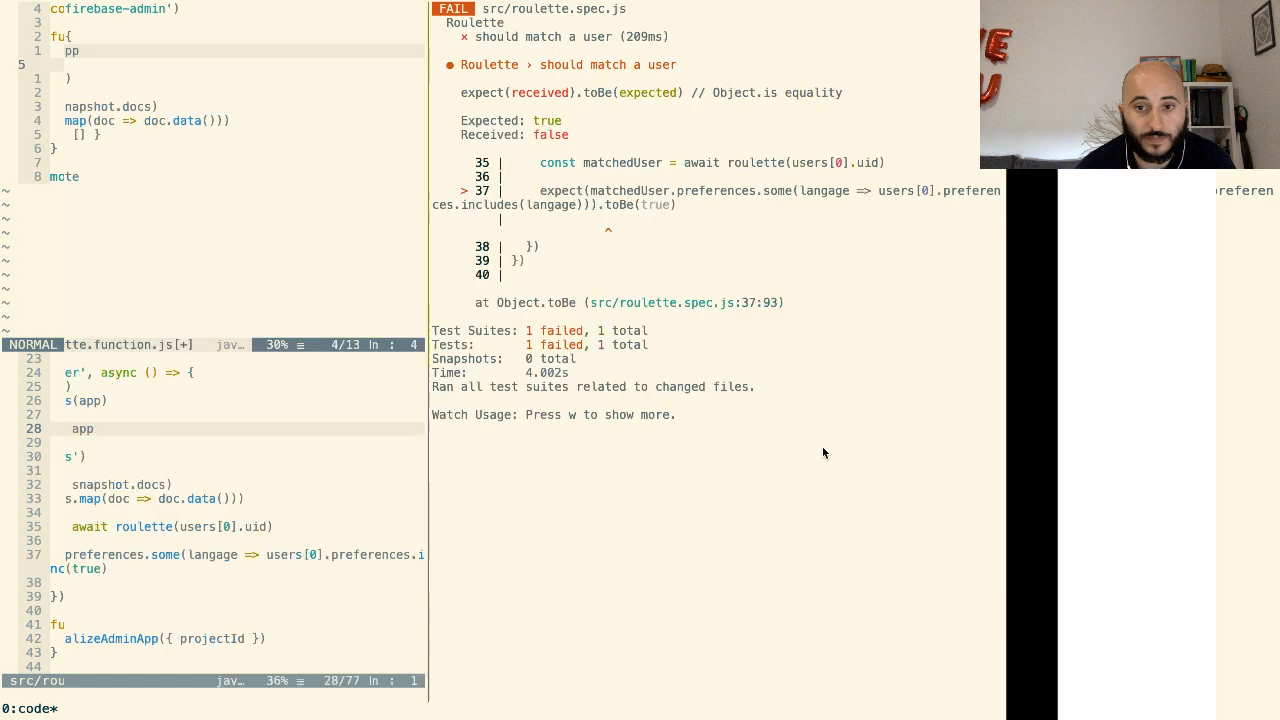 4 cofirebase-admin')
3
2 fu{
1 pp
5
1 )
2
3 napshot.docs)
4 map(doc => doc.data()))
5 [] }
6 }
7
8 mote
~
~
~
~
~
~
~
~
~
~
~
NORMAL tte.function.js[+] jav… 30% ≡ 4/13 ln : 4
23
24 er', async () => {
25 )
26 s(app)
27
28 app
29
30 s')
31
32 snapshot.docs)
33 s.map(doc => doc.data()))
34
35 await roulette(users[0].uid)
36
37 preferences.some(langage => users[0].preferences.i
nc(true)
38
39 })
40
41 fu
42 alizeAdminApp({ projectId })
43 }
44
src/rou jav… 36% ≡ 28/77 ln : 1
0:code*
FAIL src/roulette.spec.js
Roulette
✕ should match a user (209ms)
● Roulette › should match a user
expect(received).toBe(expected) // Object.is equality
Expected: true
Received: false
35 | const matchedUser = await roulette(users[0].uid)
36 |
> 37 | expect(matchedUser.preferences.some(langage => users[0].preferen
ces.includes(langage))).toBe(true)
|
^
38 | })
39 | })
40 |
at Object.toBe (src/roulette.spec.js:37:93)
Test Suites: 1 failed, 1 total
Tests: 1 failed, 1 total
Snapshots: 0 total
Time: 4.002s
Ran all test suites related to changed files.
Watch Usage: Press w to show more.
preferen